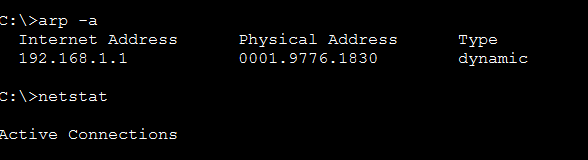 C:\>arp -a
Internet Address Physical Address Type
192.168.1.1 0001.9776.1830 dynamic
C:\>netstat
Active Connections